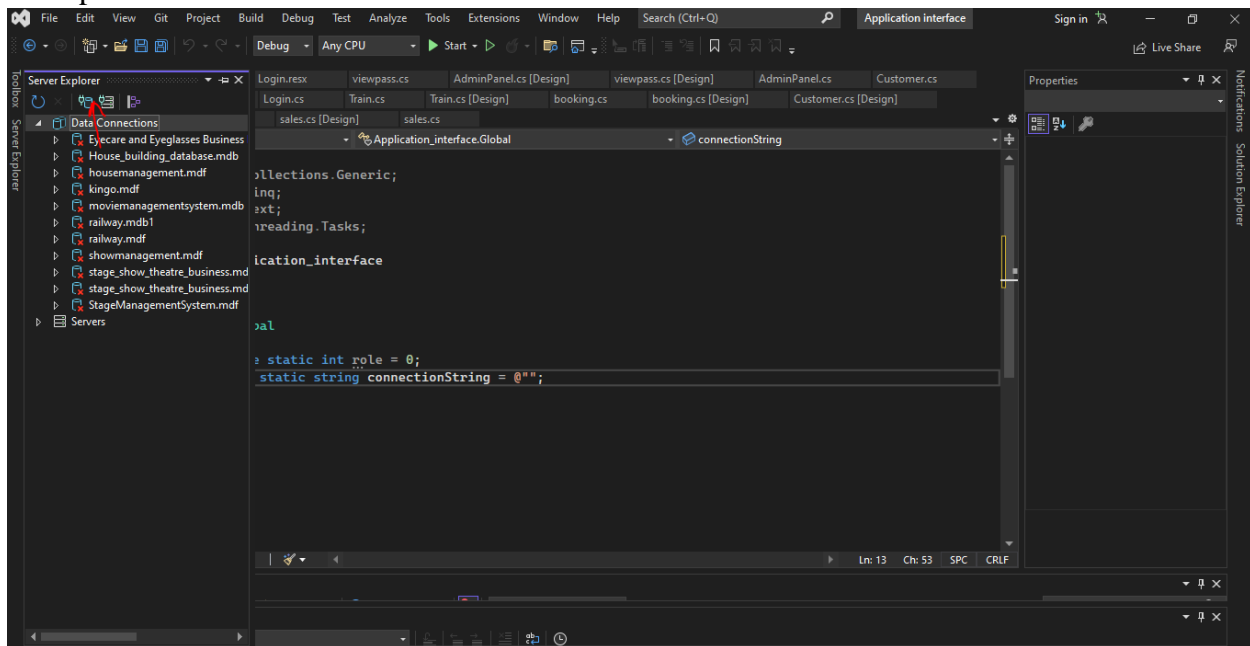 File Edit View Git Project Build Debug Test Analyze Tools Extensions Window Help Search (Ctrl+Q) Application interface Sign in
Debug Any CPU Start Live Share
Toolbox
Server Explorer
Server Explorer
Data Connections
Eyecare and Eyeglasses Business
House_building_database.mdb
housemanagement.mdf
kingo.mdf
moviemanagementsystem.mdb
railway.mdb1
railway.mdf
showmanagement.mdf
stage_show_theatre_business.md
stage_show_theatre_business.md
StageManagementSystem.mdf
Servers
Login.resx viewpass.cs AdminPanel.cs [Design] viewpass.cs [Design] AdminPanel.cs Customer.cs
Login.cs Train.cs Train.cs [Design] booking.cs booking.cs [Design] Customer.cs [Design]
sales.cs [Design] sales.cs
Application_interface.Global connectionString
ollections.Generic;
inq;
ext;
hreading.Tasks;
ication_interface
bal
e static int role = 0;
static string connectionString = @"";
Ln: 13 Ch: 53 SPC CRLF
Properties
Notifications
Solution Explorer